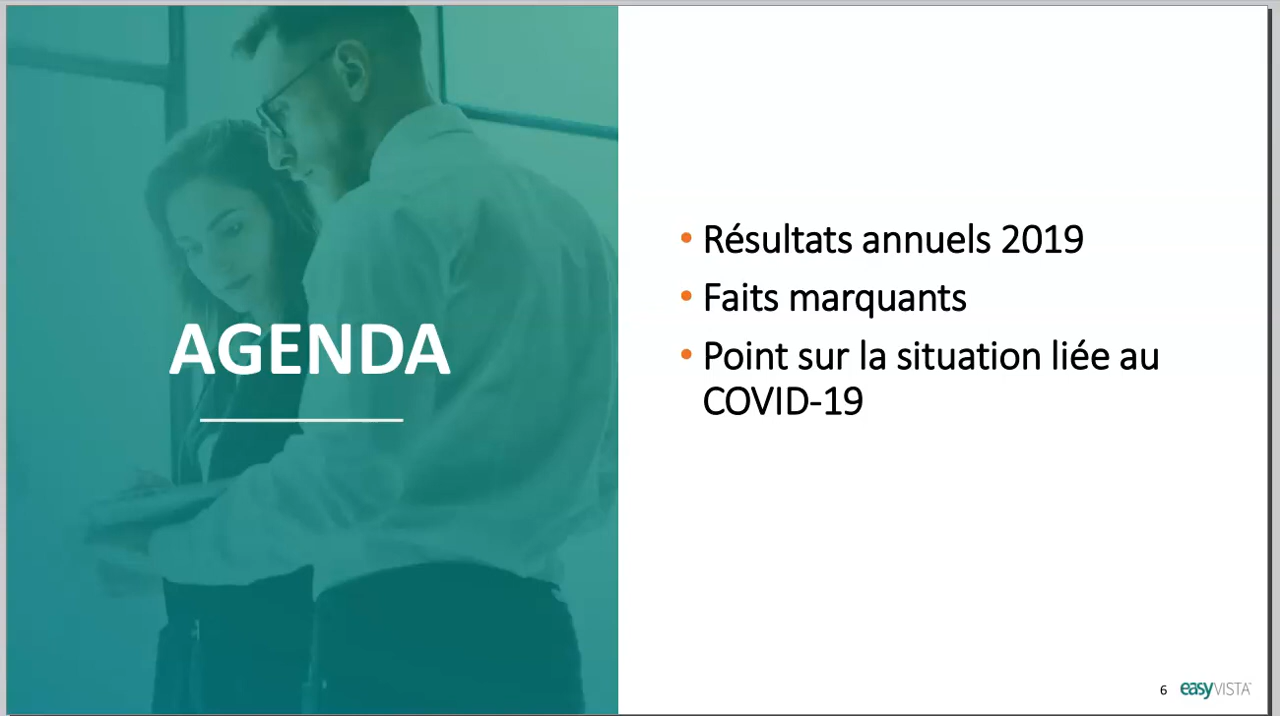 AGENDA
• Résultats annuels 2019
• Faits marquants
• Point sur la situation liée au
COVID-19
6 easyVISTA